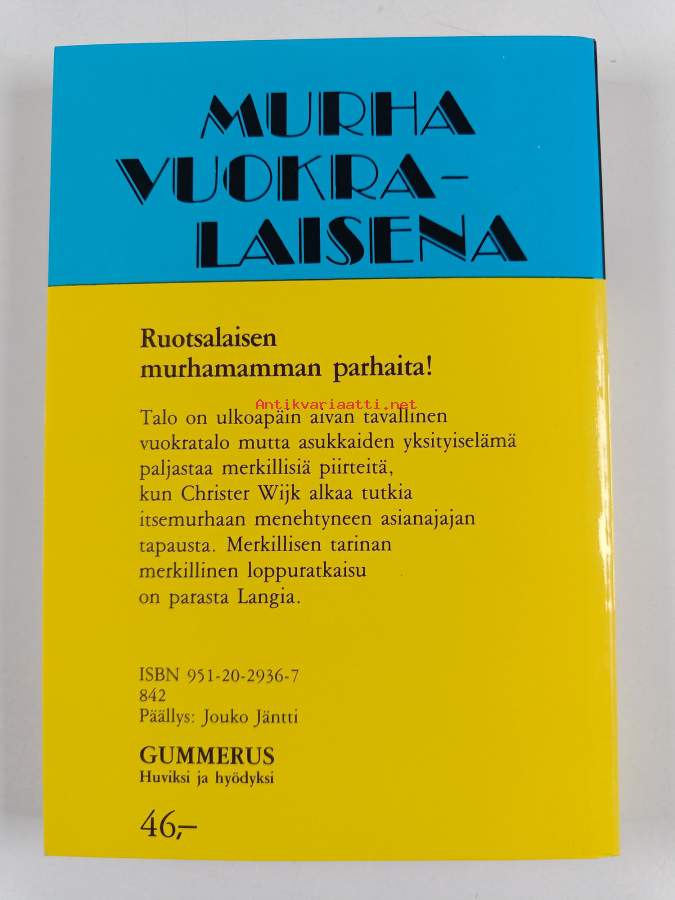 MURHA
VUOKRA-
LAISENA
Ruotsalaisen
murhamamman parhaita!
Antikvariaatti.net
Talo on ulkoapäin aivan tavallinen
vuokratalo mutta asukkaiden yksityiselämä
paljastaa merkillisiä piirteitä,
kun Christer Wijk alkaa tutkia
itsemurhaan menehtyneen asianajajan
tapausta. Merkillisen tarinan
merkillinen loppuratkaisu
on parasta Langia.
ISBN 951-20-2936-7
842
Päällys: Jouko Jäntti
GUMMERUS
Huviksi ja hyödyksi
46,–